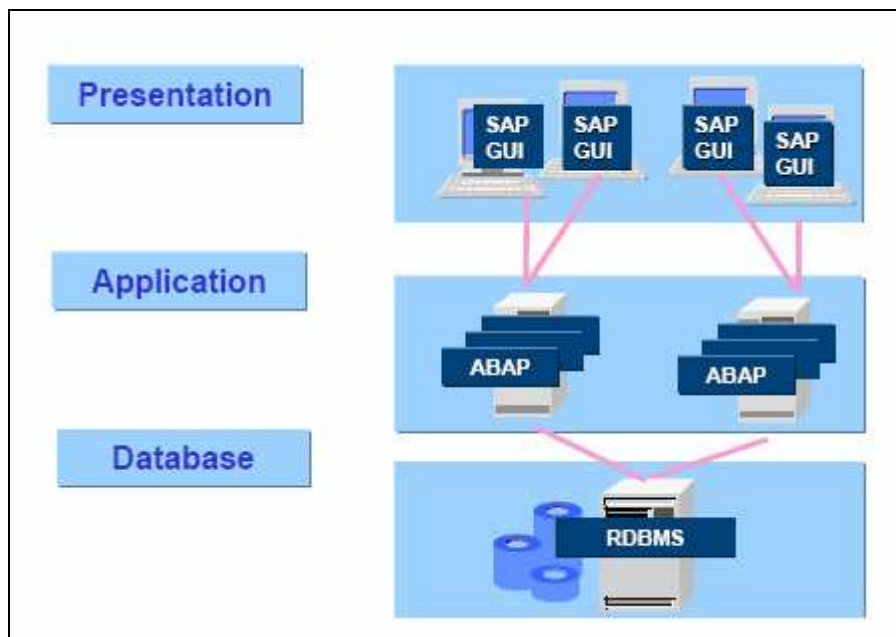 Presentation
SAP
GUI
SAP
GUI
SAP
GUI
SAP
GUI
Application
ABAP
ABAP
Database
RDBMS